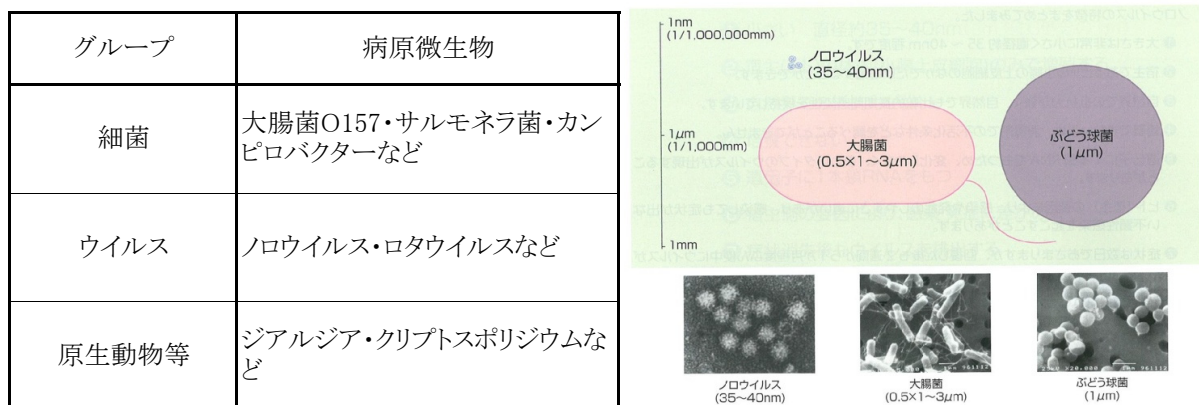 グループ
病原微生物
細菌
大腸菌O157・サルモネラ菌・カン
ピロバクターなど
ウイルス
ノロウイルス・ロタウイルスなど
原生動物等
ジアルジア・クリプトスポリジウムな
ど
1nm
(1/1,000,000mm)
ノロウイルス
(35～40nm)
1μm
(1/1,000mm)
大腸菌
(0.5×1～3μm)
ぶどう球菌
(1μm)
1mm
ノロウイルス
(35～40nm)
大腸菌
(0.5×1～3μm)
ぶどう球菌
(1μm)